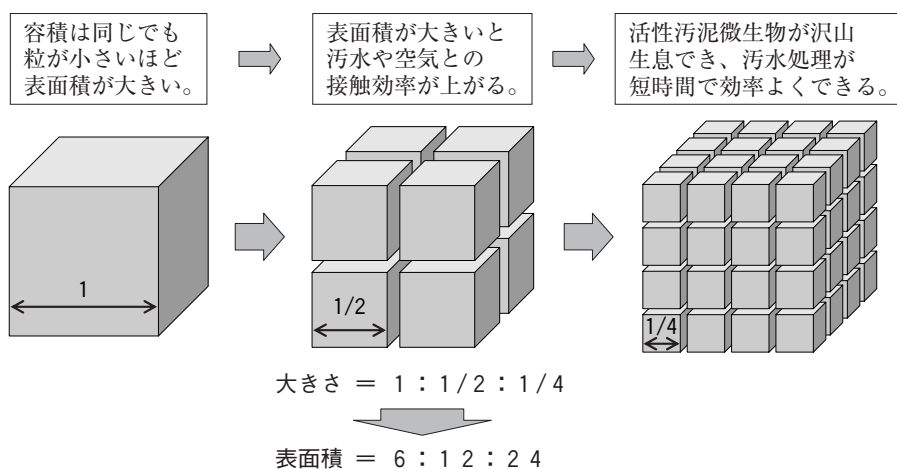 容積は同じでも
粒が小さいほど
表面積が大きい。
表面積が大きいと
汚水や空気との
接触効率が上がる。
活性汚泥微生物が沢山
生息でき、汚水処理が
短時間で効率よくできる。
1
1/2
1/4
大きさ ＝ 1：1/2：1/4
表面積 ＝ 6：12：24